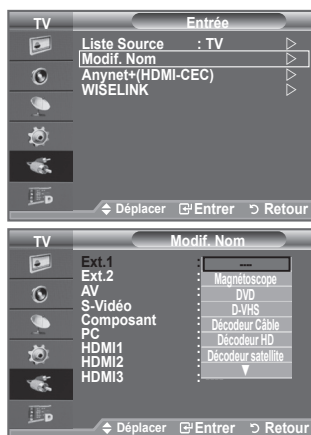 TV Entrée
Liste Source : TV
Modif. Nom
Anynet+(HDMI-CEC)
WISELINK
Déplacer Entrer Retour
TV Modif. Nom
Ext.1 : ----
Ext.2 : Magnétoscope
AV : DVD
S-Vidéo : D-VHS
Composant : Décodeur Câble
PC : Décodeur HD
HDMI1 : Décodeur satellite
HDMI2 :
HDMI3 :
Déplacer Entrer Retour